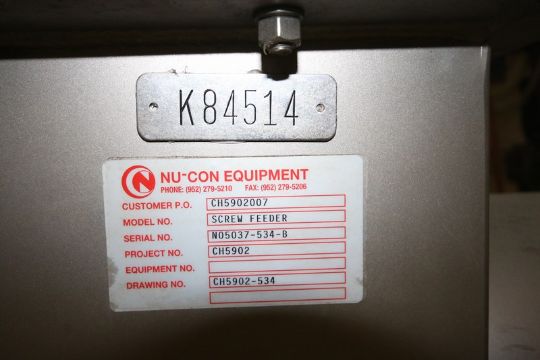 K84514
NU-CON EQUIPMENT
PHONE: (952) 279-5210 FAX: (952) 279-5206
CUSTOMER P.O. CH5902007
MODEL NO. SCREW FEEDER
SERIAL NO. NO5037-534-B
PROJECT NO. CH5902
EQUIPMENT NO.
DRAWING NO. CH5902-534